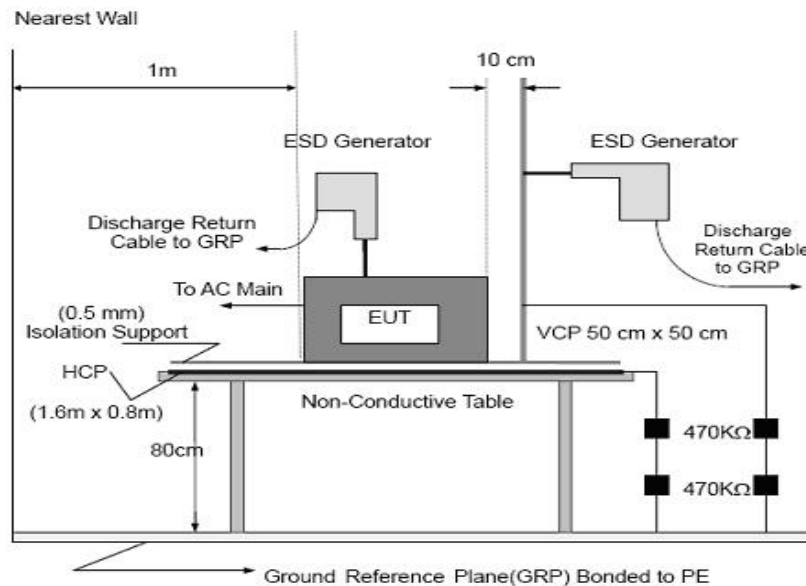 Nearest Wall
1m
10 cm
ESD Generator
ESD Generator
Discharge Return
Cable to GRP
Discharge
Return Cable
to GRP
To AC Main
EUT
(0.5 mm)
Isolation Support
VCP 50 cm x 50 cm
HCP
(1.6m x 0.8m)
Non-Conductive Table
80cm
470KΩ
470KΩ
Ground Reference Plane(GRP) Bonded to PE